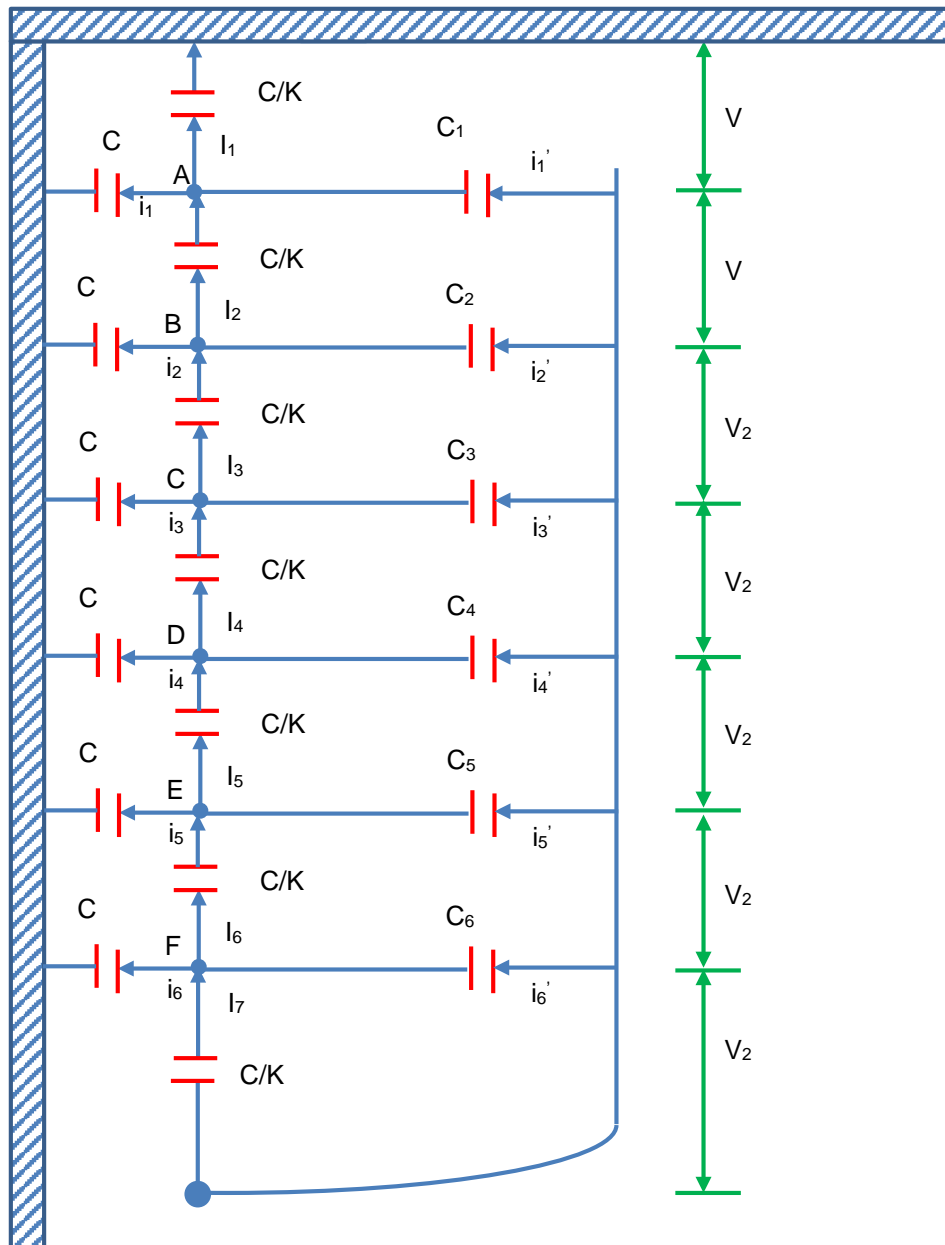 C/K
V
I₁
C
C₁
i₁’
A
i₁
C/K
V
C
I₂
C₂
B
i₂
i₂’
C/K
V₂
C
I₃
C₃
C
i₃
i₃’
C/K
V₂
C
I₄
C₄
D
i₄
i₄’
C/K
V₂
C
I₅
C₅
E
i₅
i₅’
C/K
V₂
C
I₆
C₆
F
i₆
I₇
i₆’
V₂
C/K